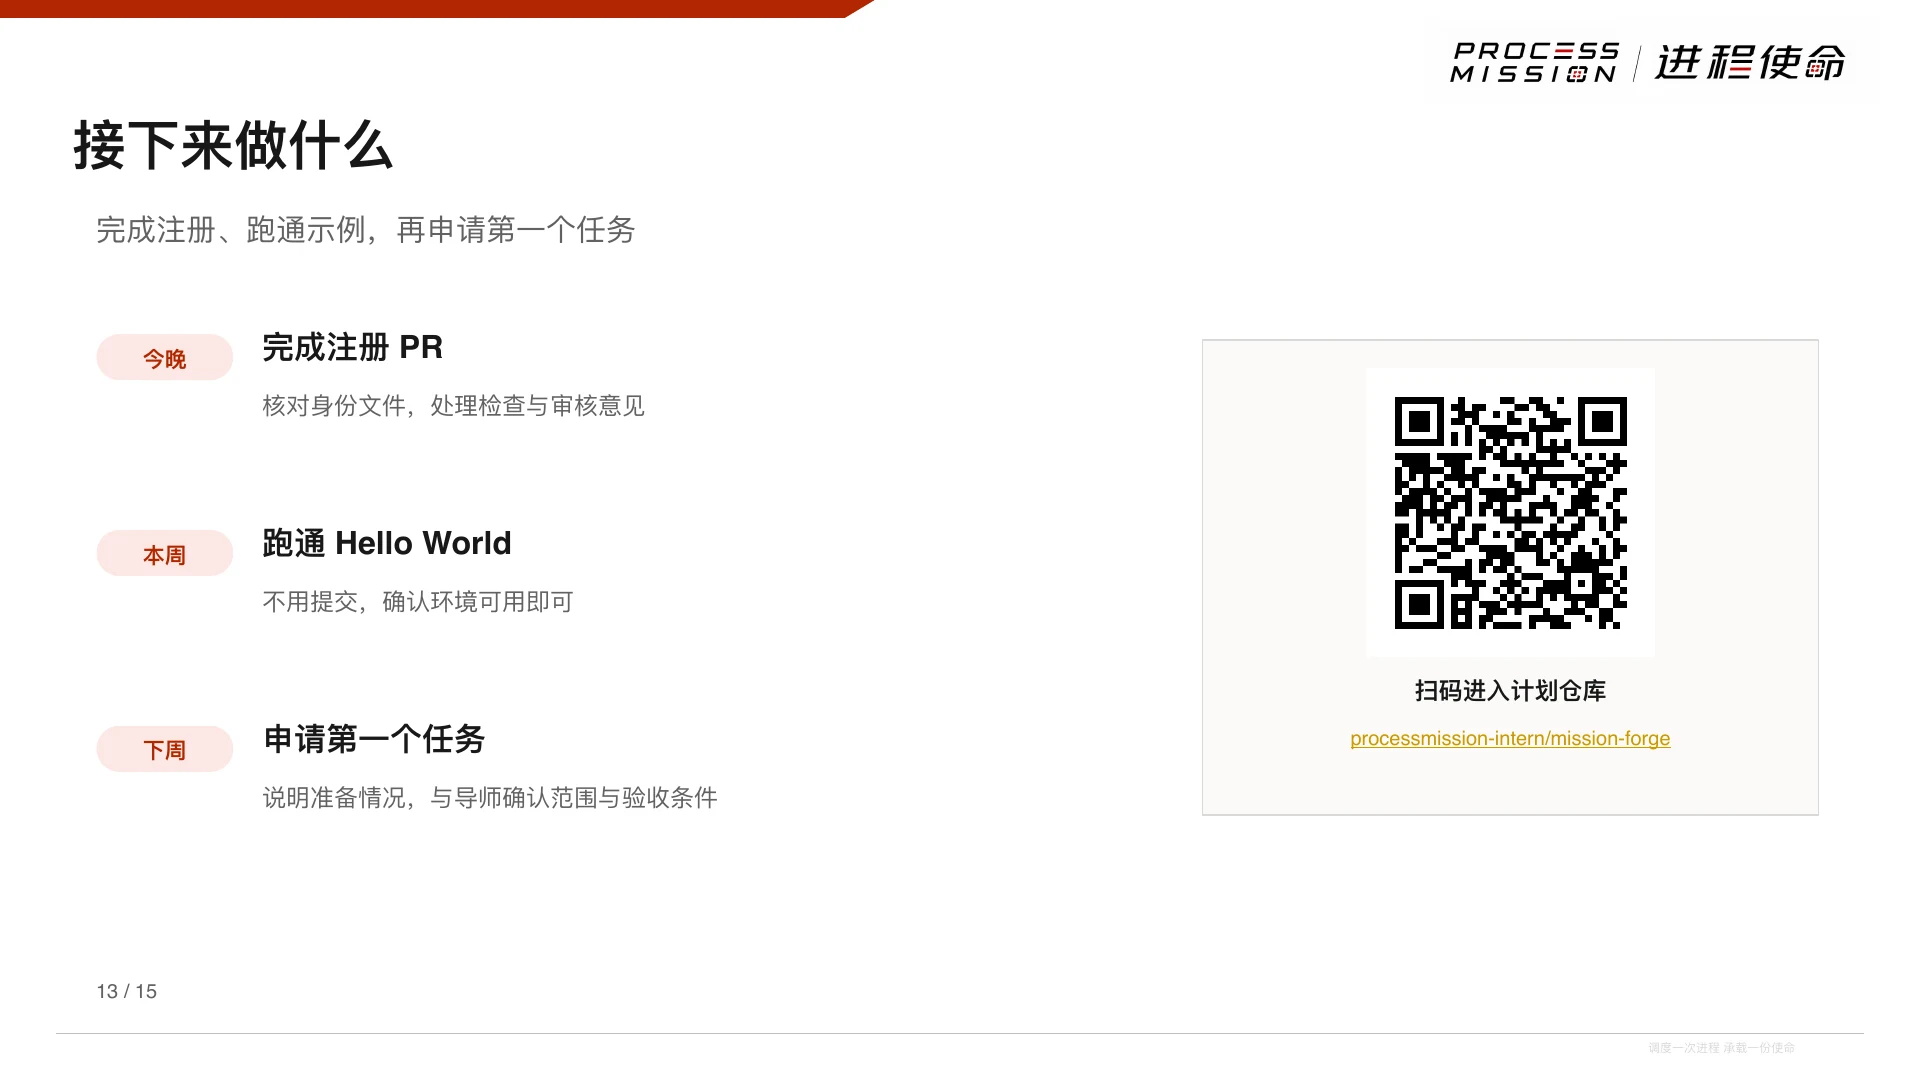 PROCESS
MISSION
进程使命
接下来做什么
完成注册、跑通示例，再申请第一个任务
今晚
完成注册 PR
核对身份文件，处理检查与审核意见
本周
跑通 Hello World
不用提交，确认环境可用即可
下周
申请第一个任务
说明准备情况，与导师确认范围与验收条件
扫码进入计划仓库
processmission-intern/mission-forge
13 / 15
调度一次进程 承载一份使命